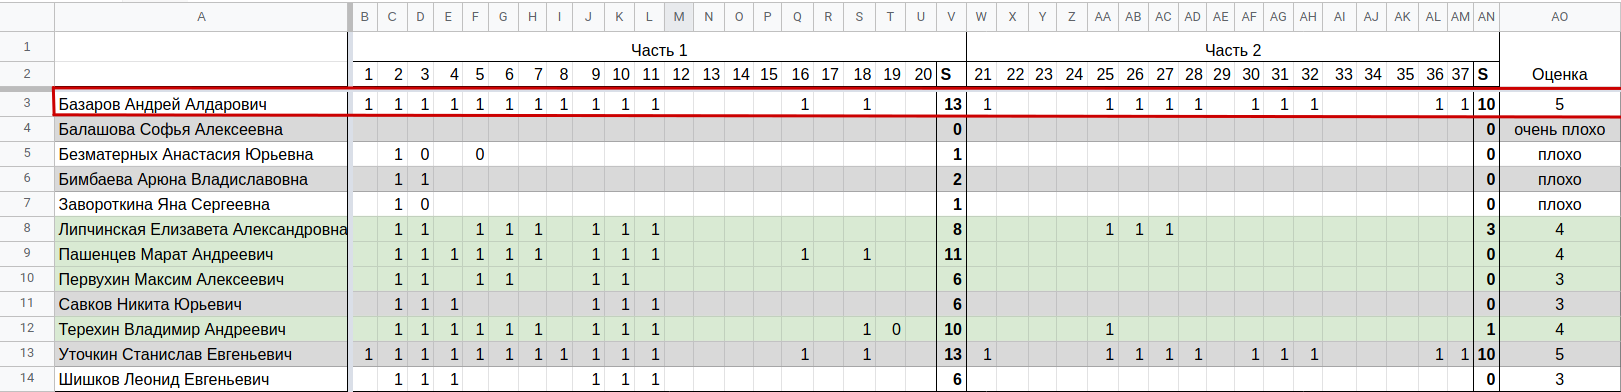 A B C D E F G H I J K L M N O P Q R S T U V W X Y Z AA AB AC AD AE AF AG AH AI AJ AK AL AM AN AO
1 Часть 1 Часть 2
2 1 2 3 4 5 6 7 8 9 10 11 12 13 14 15 16 17 18 19 20 S 21 22 23 24 25 26 27 28 29 30 31 32 33 34 35 36 37 S Оценка
3 Базаров Андрей Алдарович 1 1 1 1 1 1 1 1 1 1 1 1 1 13 1 1 1 1 1 1 1 1 1 1 10 5
4 Балашова Софья Алексеевна 0 0 очень плохо
5 Безматерных Анастасия Юрьевна 1 0 0 1 0 плохо
6 Бимбаева Арюна Владиславовна 1 1 2 0 плохо
7 Завороткина Яна Сергеевна 1 0 1 0 плохо
8 Липчинская Елизавета Александровна 1 1 1 1 1 1 1 1 8 1 1 1 3 4
9 Пашенцев Марат Андреевич 1 1 1 1 1 1 1 1 1 1 1 11 0 4
10 Первухин Максим Алексеевич 1 1 1 1 1 1 6 0 3
11 Савков Никита Юрьевич 1 1 1 1 1 1 6 0 3
12 Терехин Владимир Андреевич 1 1 1 1 1 1 1 1 1 1 0 10 1 1 4
13 Уточкин Станислав Евгеньевич 1 1 1 1 1 1 1 1 1 1 1 1 1 13 1 1 1 1 1 1 1 1 1 1 10 5
14 Шишков Леонид Евгеньевич 1 1 1 1 1 1 6 0 3